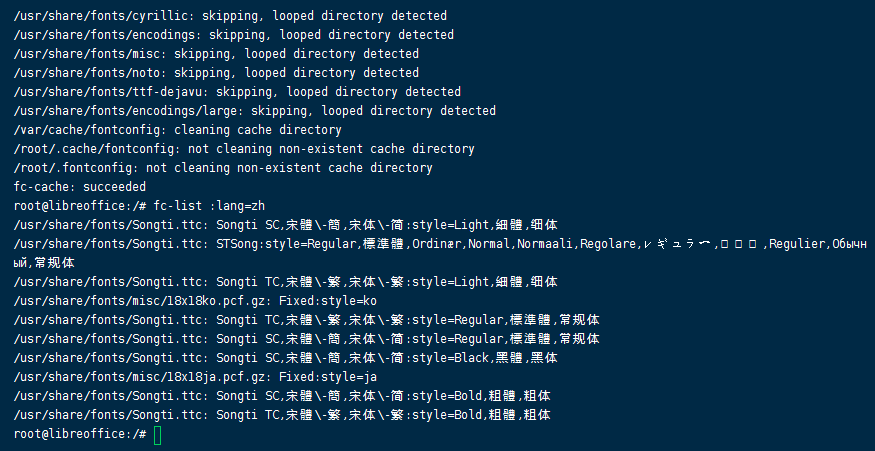 /usr/share/fonts/cyrillic: skipping, looped directory detected
/usr/share/fonts/encodings: skipping, looped directory detected
/usr/share/fonts/misc: skipping, looped directory detected
/usr/share/fonts/noto: skipping, looped directory detected
/usr/share/fonts/ttf-dejavu: skipping, looped directory detected
/usr/share/fonts/encodings/large: skipping, looped directory detected
/var/cache/fontconfig: cleaning cache directory
/root/.cache/fontconfig: not cleaning non-existent cache directory
/root/.fontconfig: not cleaning non-existent cache directory
fc-cache: succeeded
root@libreoffice:/# fc-list :lang=zh
/usr/share/fonts/Songti.ttc: Songti SC,宋體\-簡,宋体\-简:style=Light,細體,细体
/usr/share/fonts/Songti.ttc: STSong:style=Regular,標準體,Ordinær,Normal,Normaali,Regolare,レギュラー,□□□,Regulier,Обычн
ый,常规体
/usr/share/fonts/Songti.ttc: Songti TC,宋體\-繁,宋体\-繁:style=Light,細體,细体
/usr/share/fonts/misc/18x18ko.pcf.gz: Fixed:style=ko
/usr/share/fonts/Songti.ttc: Songti TC,宋體\-繁,宋体\-繁:style=Regular,標準體,常规体
/usr/share/fonts/Songti.ttc: Songti SC,宋體\-簡,宋体\-简:style=Regular,標準體,常规体
/usr/share/fonts/Songti.ttc: Songti SC,宋體\-簡,宋体\-简:style=Black,黑體,黑体
/usr/share/fonts/misc/18x18ja.pcf.gz: Fixed:style=ja
/usr/share/fonts/Songti.ttc: Songti SC,宋體\-簡,宋体\-简:style=Bold,粗體,粗体
/usr/share/fonts/Songti.ttc: Songti TC,宋體\-繁,宋体\-繁:style=Bold,粗體,粗体
root@libreoffice:/#